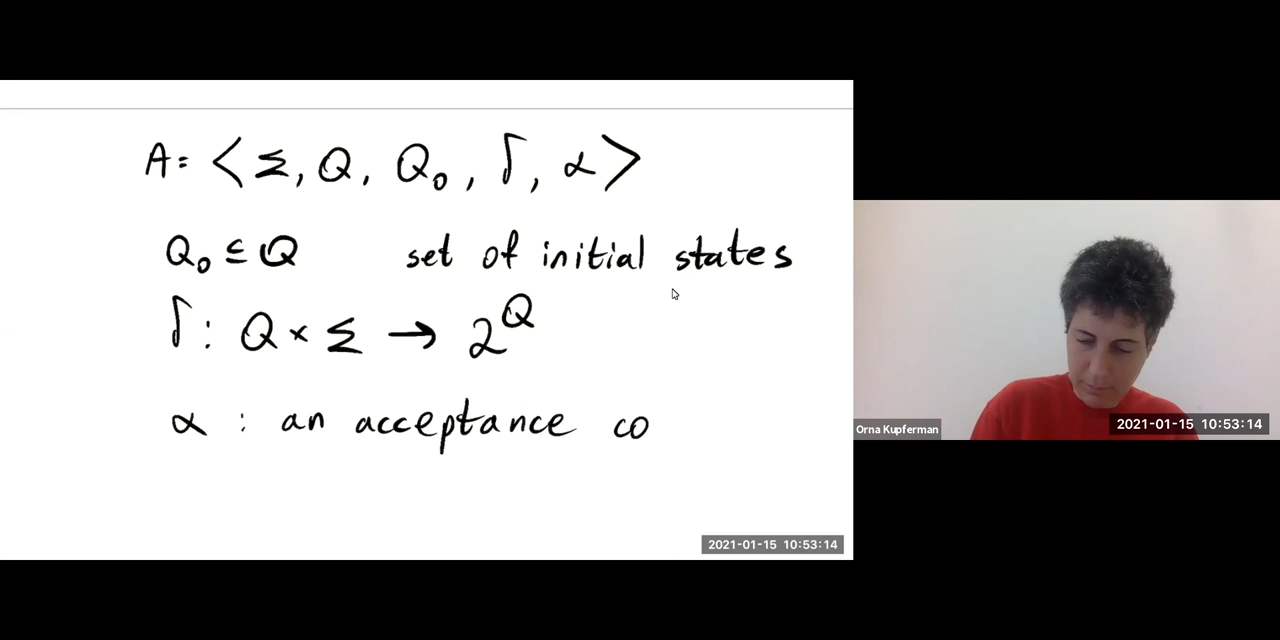 A = < Σ, Q, Q₀, δ, α >
Q₀ ⊆ Q set of initial states
δ : Q × Σ → 2^Q
α : an acceptance co
Orna Kupferman
2021-01-15 10:53:14
2021-01-15 10:53:14